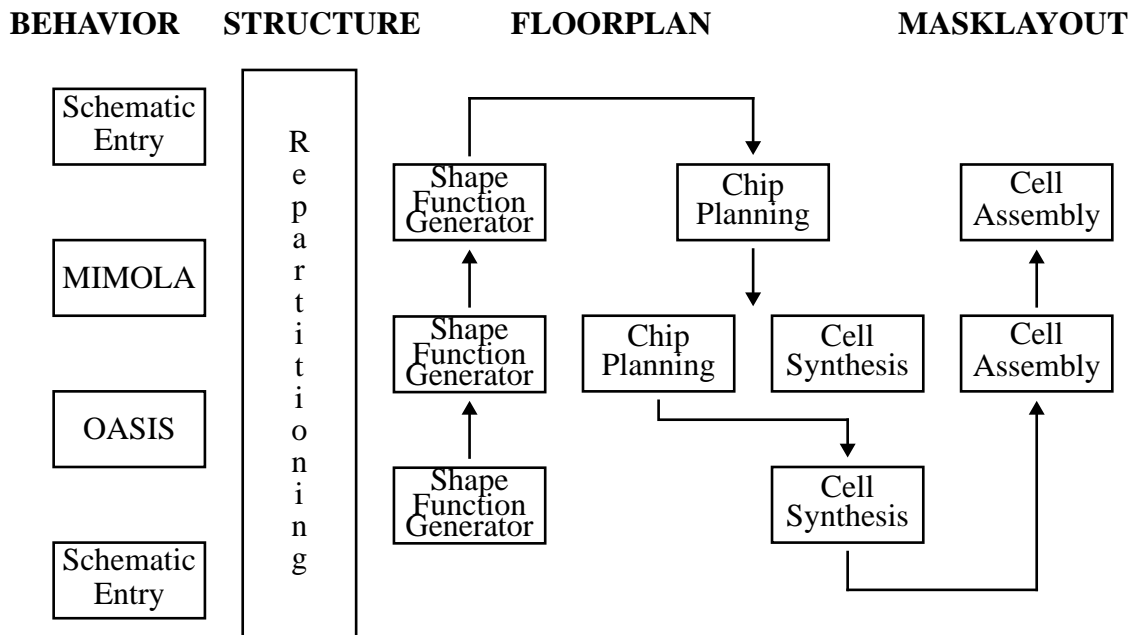 BEHAVIOR STRUCTURE FLOORPLAN MASKLAYOUT
Schematic
Entry
MIMOLA
OASIS
Schematic
Entry
R
e
p
a
r
t
i
t
i
o
n
i
n
g
Shape
Function
Generator
Shape
Function
Generator
Shape
Function
Generator
Chip
Planning
Chip
Planning
Cell
Synthesis
Cell
Synthesis
Cell
Assembly
Cell
Assembly